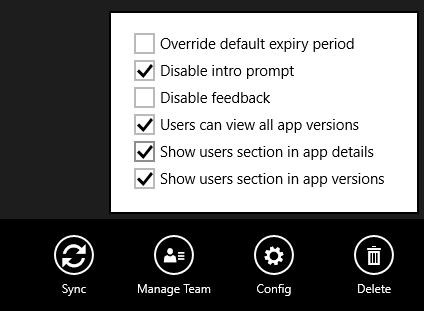 Override default expiry period
Disable intro prompt
Disable feedback
Users can view all app versions
Show users section in app details
Show users section in app versions
Sync Manage Team Config Delete